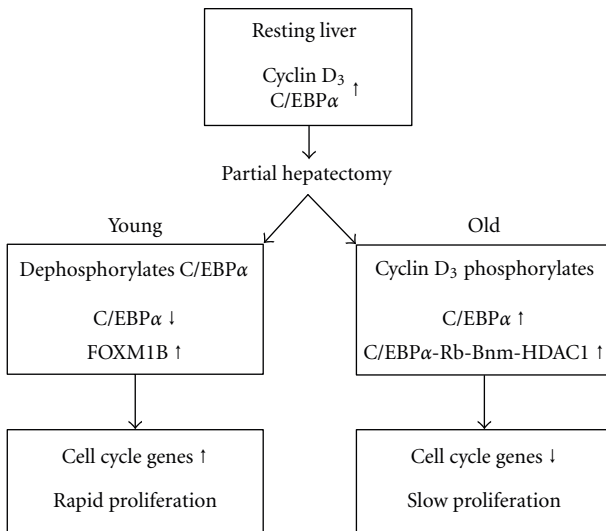 Resting liver
Cyclin D₃
C/EBPα ↑
Partial hepatectomy
Young
Dephosphorylates C/EBPα
C/EBPα ↓
FOXM1B ↑
Cell cycle genes ↑
Rapid proliferation
Old
Cyclin D₃ phosphorylates
C/EBPα ↑
C/EBPα-Rb-Bnm-HDAC1 ↑
Cell cycle genes ↓
Slow proliferation